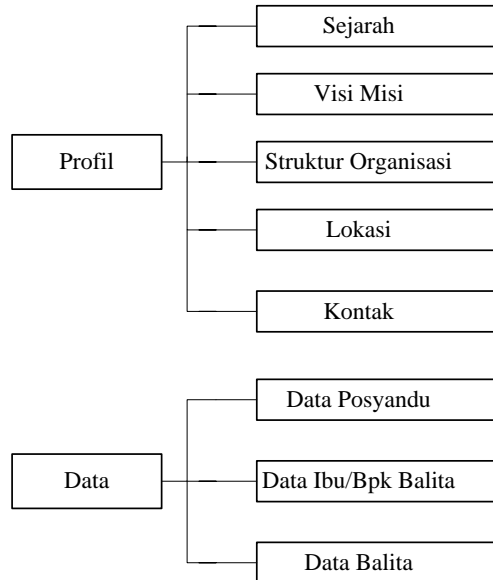 Profil
Sejarah
Visi Misi
Struktur Organisasi
Lokasi
Kontak
Data
Data Posyandu
Data Ibu/Bpk Balita
Data Balita